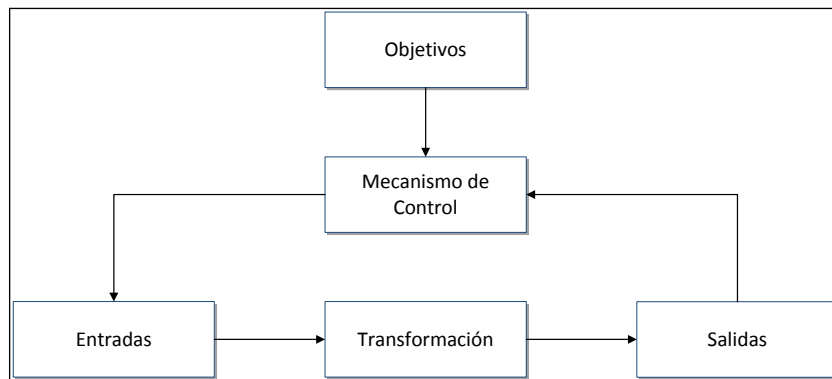 Objetivos
Mecanismo de
Control
Entradas
Transformación
Salidas